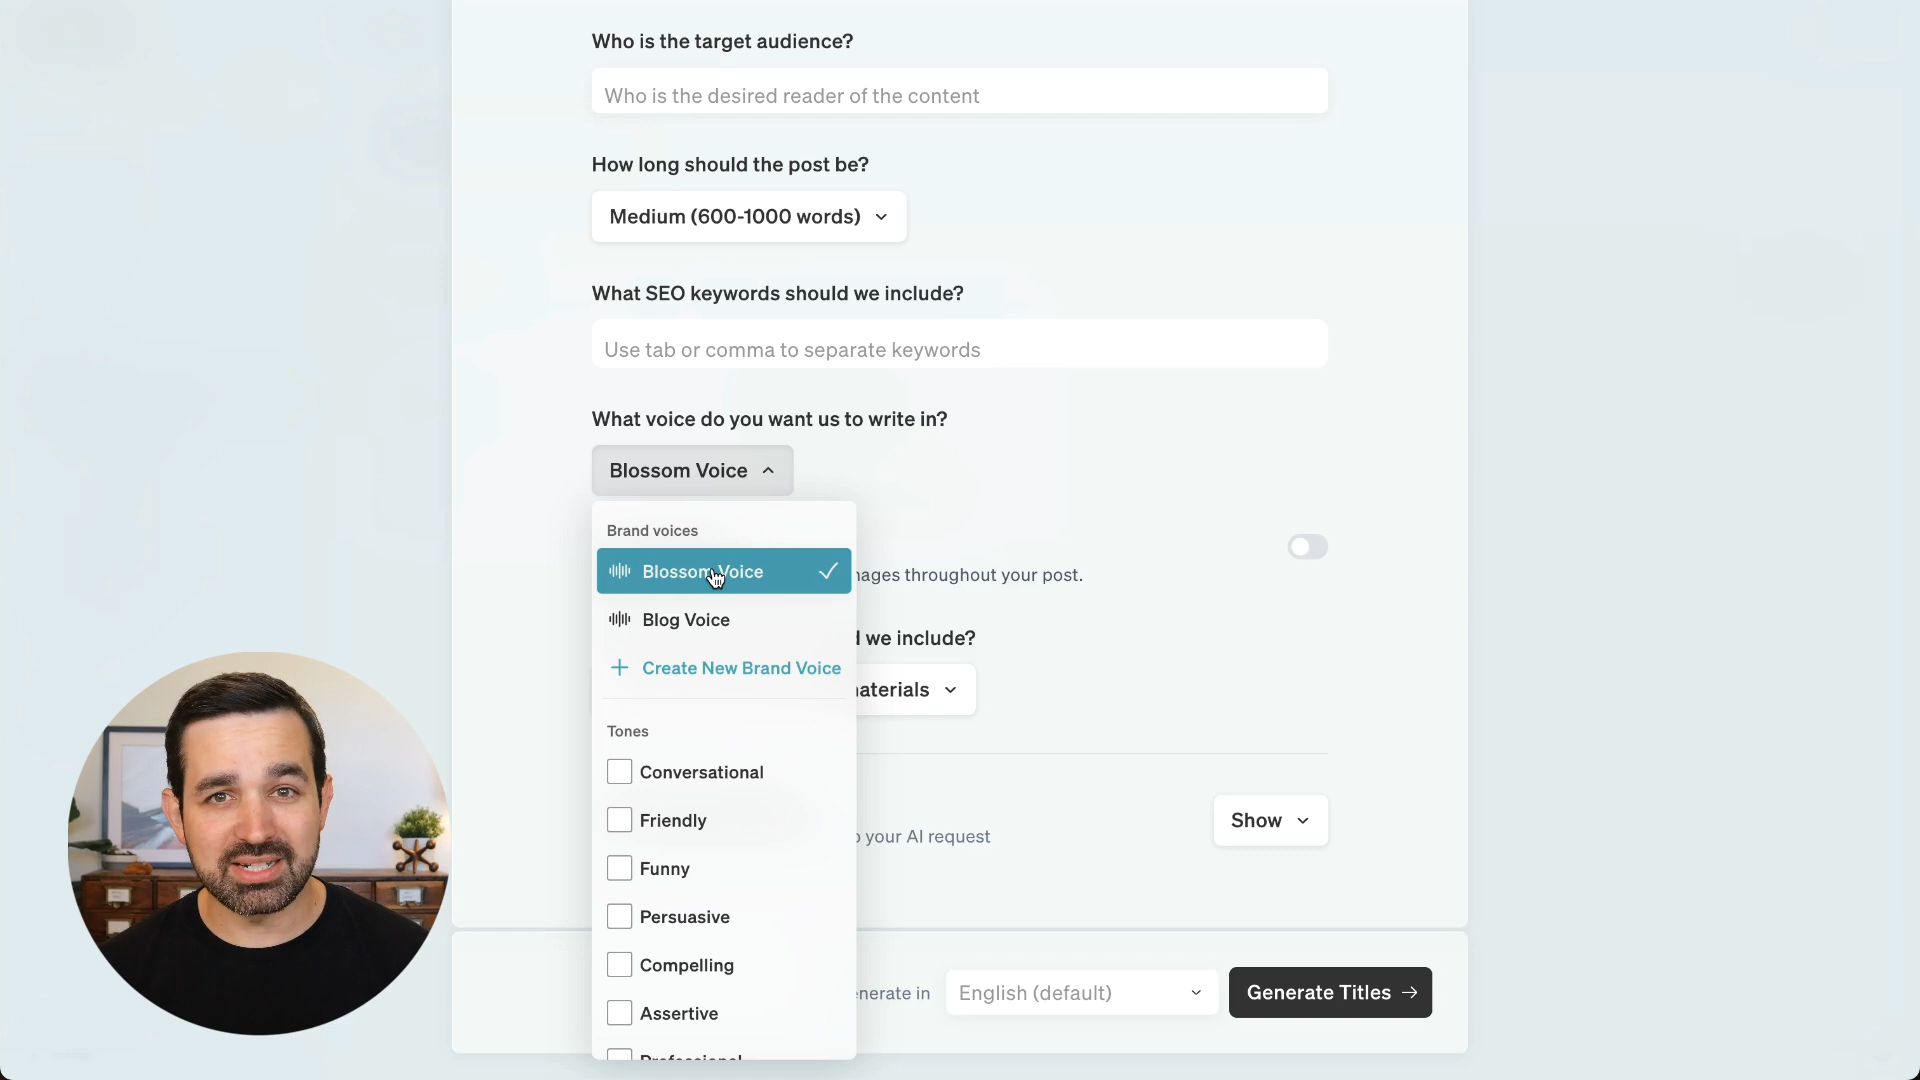 Who is the target audience?
Who is the desired reader of the content
How long should the post be?
Medium (600-1000 words)
What SEO keywords should we include?
Use tab or comma to separate keywords
What voice do you want us to write in?
Blossom Voice
Brand voices
Blossom Voice
throughout your post.
Blog Voice
we include?
Create New Brand Voice
Tones
Conversational
Friendly
Show
your AI request
Funny
Persuasive
Compelling
in
English (default)
Generate Titles →
Assertive
Professional